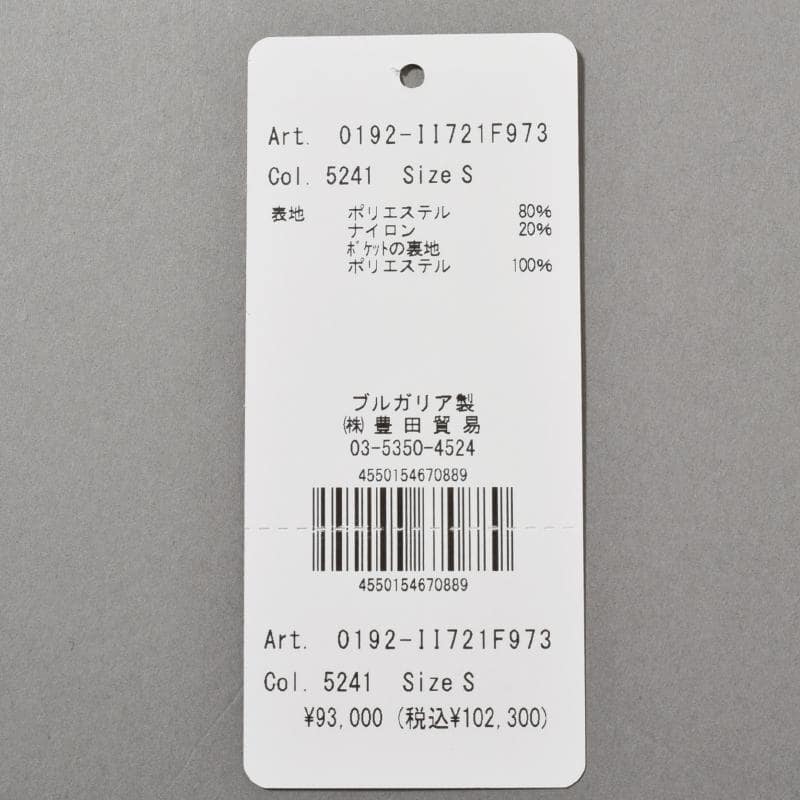 Art. 0192-II721F973
Col. 5241 Size S
表地 ポリエステル 80%
ナイロン 20%
ﾎﾟｹｯﾄの裏地
ポリエステル 100%
ブルガリア製
㈱豊田貿易
03-5350-4524
4550154670889
4550154670889
Art. 0192-II721F973
Col. 5241 Size S
¥93,000 (税込¥102,300)